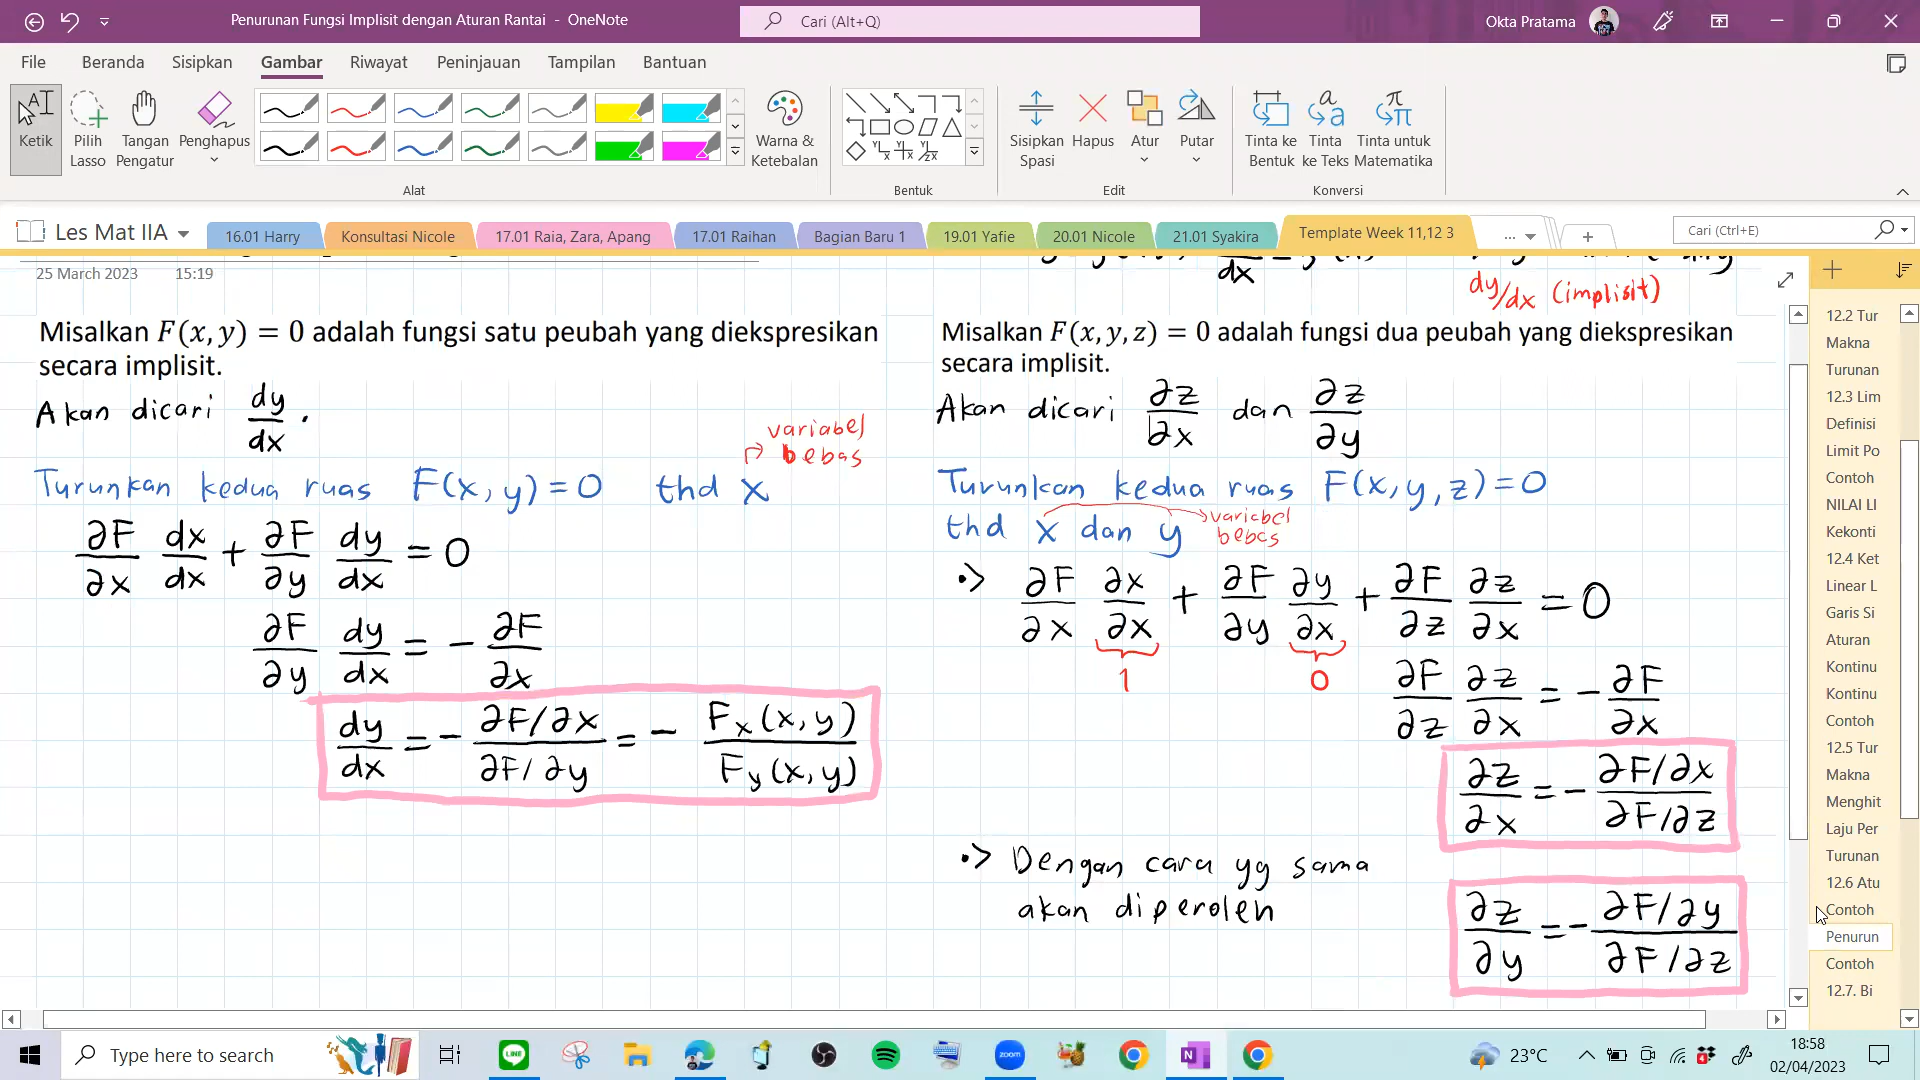 Penurunan Fungsi Implisit dengan Aturan Rantai - OneNote
Cari (Alt+Q)
Okta Pratama
File Beranda Sisipkan Gambar Riwayat Peninjauan Tampilan Bantuan
Ketik
Pilih Lasso
Tangan Pengatur
Penghapus
Warna & Ketebalan
Sisipkan Spasi
Hapus
Atur
Putar
Tinta ke Bentuk
Tinta ke Teks
Tinta untuk Matematika
Alat Bentuk Edit Konversi
Les Mat IIA
16.01 Harry
Konsultasi Nicole
17.01 Raia, Zara, Apang
17.01 Raihan
Bagian Baru 1
19.01 Yafie
20.01 Nicole
21.01 Syakira
Template Week 11,12 3
...
Cari (Ctrl+E)
25 March 2023 15:19
Misalkan F(x, y) = 0 adalah fungsi satu peubah yang diekspresikan
secara implisit.
Akan dicari dy/dx .
variabel
bebas
Turunkan kedua ruas F(x, y) = 0 thd x
∂F/∂x dx/dx + ∂F/∂y dy/dx = 0
∂F/∂y dy/dx = - ∂F/∂x
dy/dx = - (∂F/∂x)/(∂F/∂y) = - Fx(x, y)/Fy(x, y)
dx
dy/dx (implisit)
Misalkan F(x, y, z) = 0 adalah fungsi dua peubah yang diekspresikan
secara implisit.
Akan dicari ∂z/∂x dan ∂z/∂y
Turunkan kedua ruas F(x, y, z) = 0
thd x dan y
variabel
bebas
•> ∂F/∂x ∂x/∂x + ∂F/∂y ∂y/∂x + ∂F/∂z ∂z/∂x = 0
1 0
∂F/∂z ∂z/∂x = - ∂F/∂x
∂z/∂x = - (∂F/∂x)/(∂F/∂z)
•> Dengan cara yg sama
akan diperoleh
∂z/∂y = - (∂F/∂y)/(∂F/∂z)
12.2 Tur
Makna
Turunan
12.3 Lim
Definisi
Limit Po
Contoh
NILAI LI
Kekonti
12.4 Ket
Linear L
Garis Si
Aturan
Kontinu
Kontinu
Contoh
12.5 Tur
Makna
Menghit
Laju Per
Turunan
12.6 Atu
Contoh
Penurun
Contoh
12.7. Bi
Type here to search
LINE
zoom
23°C
18:58
02/04/2023